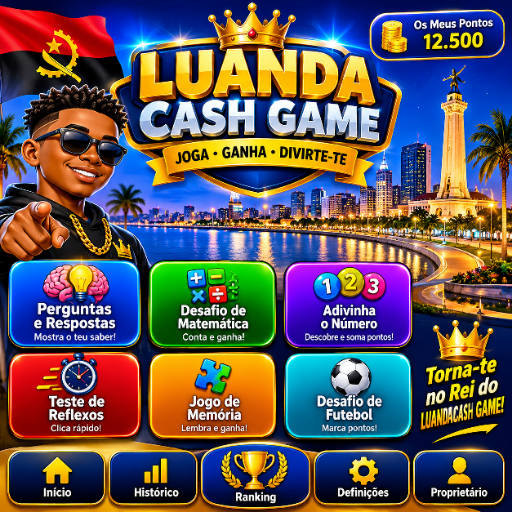 Os Meus Pontos
12.500
LUANDA
CASH GAME
JOGA • GANHA • DIVIRTE-TE
Perguntas
e Respostas
Mostra o teu saber!
Desafio de
Matemática
Conta e ganha!
1 2 3
Adivinha
o Número
Descobre e soma pontos!
Teste de
Reflexos
Clica rápido!
Jogo de
Memória
Lembra e ganha!
Desafio de
Futebol
Marca pontos!
Torna-te
no Rei do
LUANDACASH GAME!
Início
Histórico
Ranking
Definições
Proprietário